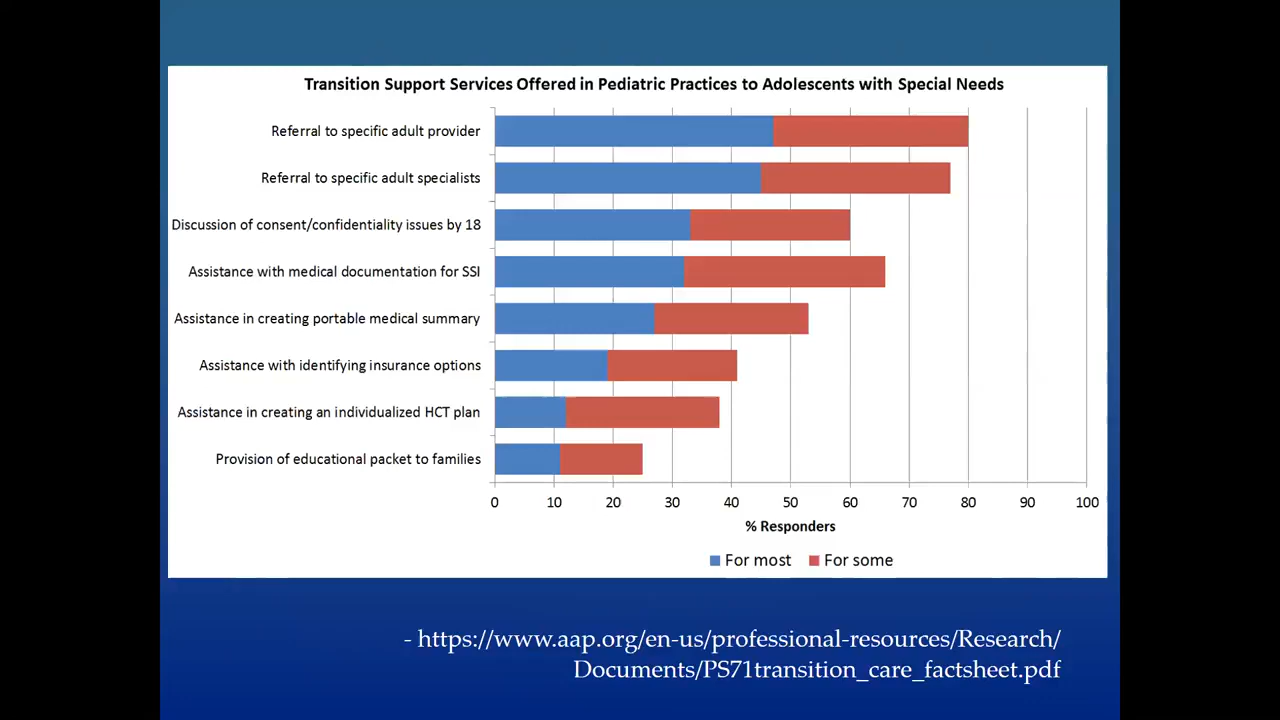 Transition Support Services Offered in Pediatric Practices to Adolescents with Special Needs
Referral to specific adult provider
Referral to specific adult specialists
Discussion of consent/confidentiality issues by 18
Assistance with medical documentation for SSI
Assistance in creating portable medical summary
Assistance with identifying insurance options
Assistance in creating an individualized HCT plan
Provision of educational packet to families
0 10 20 30 40 50 60 70 80 90 100
% Responders
For most For some
- https://www.aap.org/en-us/professional-resources/Research/
Documents/PS71transition_care_factsheet.pdf